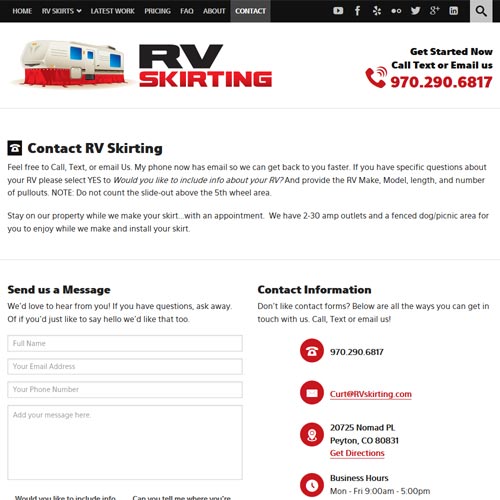 HOME RV SKIRTS LATEST WORK PRICING FAQ ABOUT CONTACT
RV
SKIRTING
Get Started Now
Call Text or Email us
970.290.6817
Contact RV Skirting
Feel free to Call, Text, or email Us. My phone now has email so we can get back to you faster. If you have specific questions about
your RV please select YES to Would you like to include info about your RV? And provide the RV Make, Model, length, and number
of pullouts. NOTE: Do not count the slide-out above the 5th wheel area.
Stay on our property while we make your skirt...with an appointment. We have 2-30 amp outlets and a fenced dog/picnic area for
you to enjoy while we make and install your skirt.
Send us a Message
We'd love to hear from you! If you have questions, ask away.
Of if you'd just like to say hello we'd like that too.
Full Name
Your Email Address
Your Phone Number
Add your message here.
Would you like to include info
Can you tell me where you're
Contact Information
Don't like contact forms? Below are all the ways you can get in
touch with us. Call, Text or email us!
970.290.6817
Curt@RVskirting.com
20725 Nomad Pl.
Peyton, CO 80831
Get Directions
Business Hours
Mon - Fri 9:00am - 5:00pm